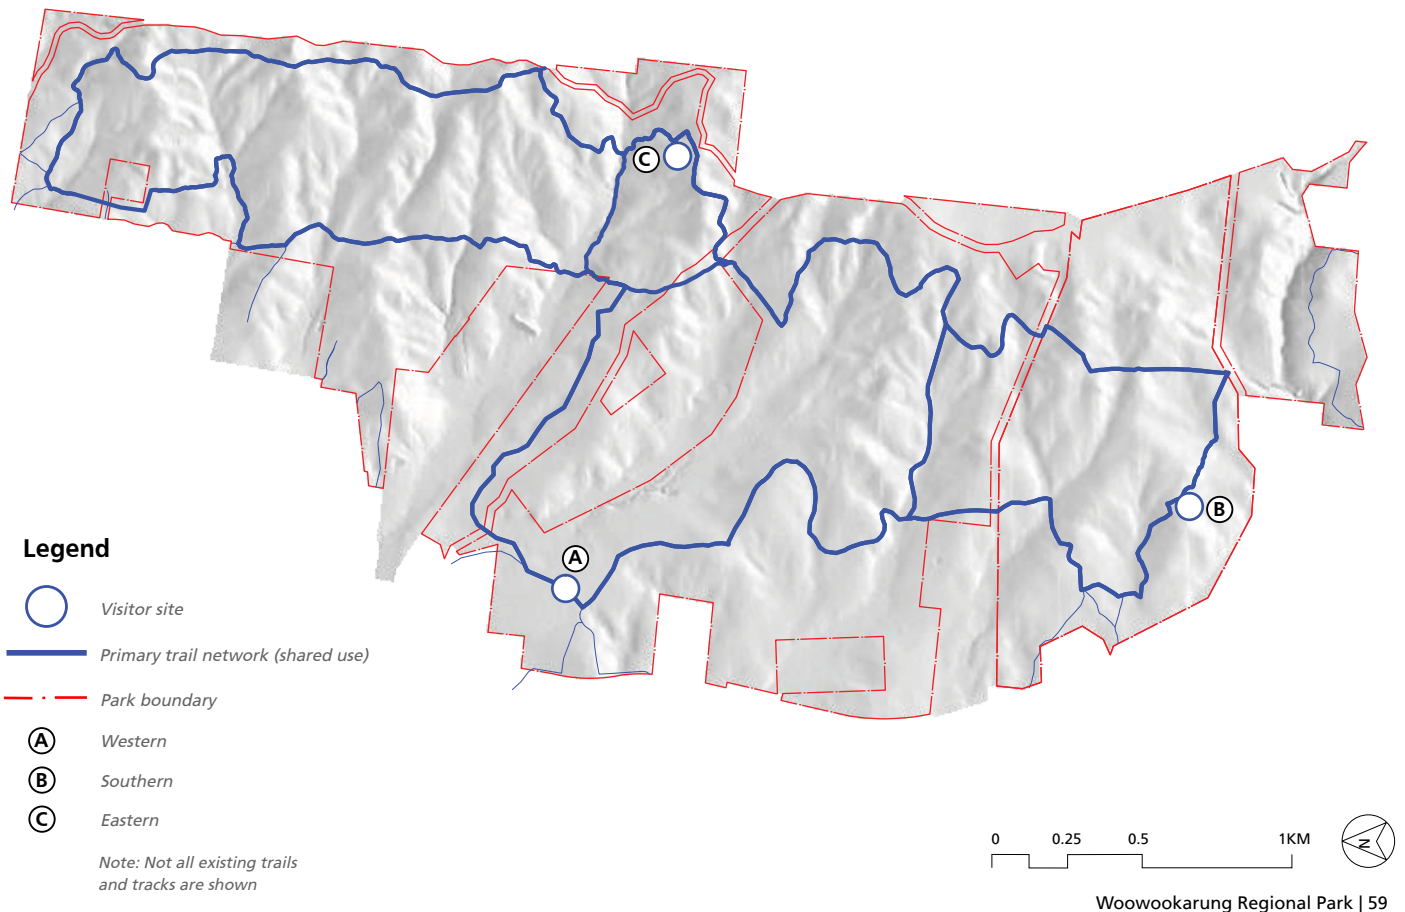 C
B
A
Legend
Visitor site
Primary trail network (shared use)
Park boundary
A Western
B Southern
C Eastern
Note: Not all existing trails
and tracks are shown
0 0.25 0.5 1KM
N
Woowookarung Regional Park | 59